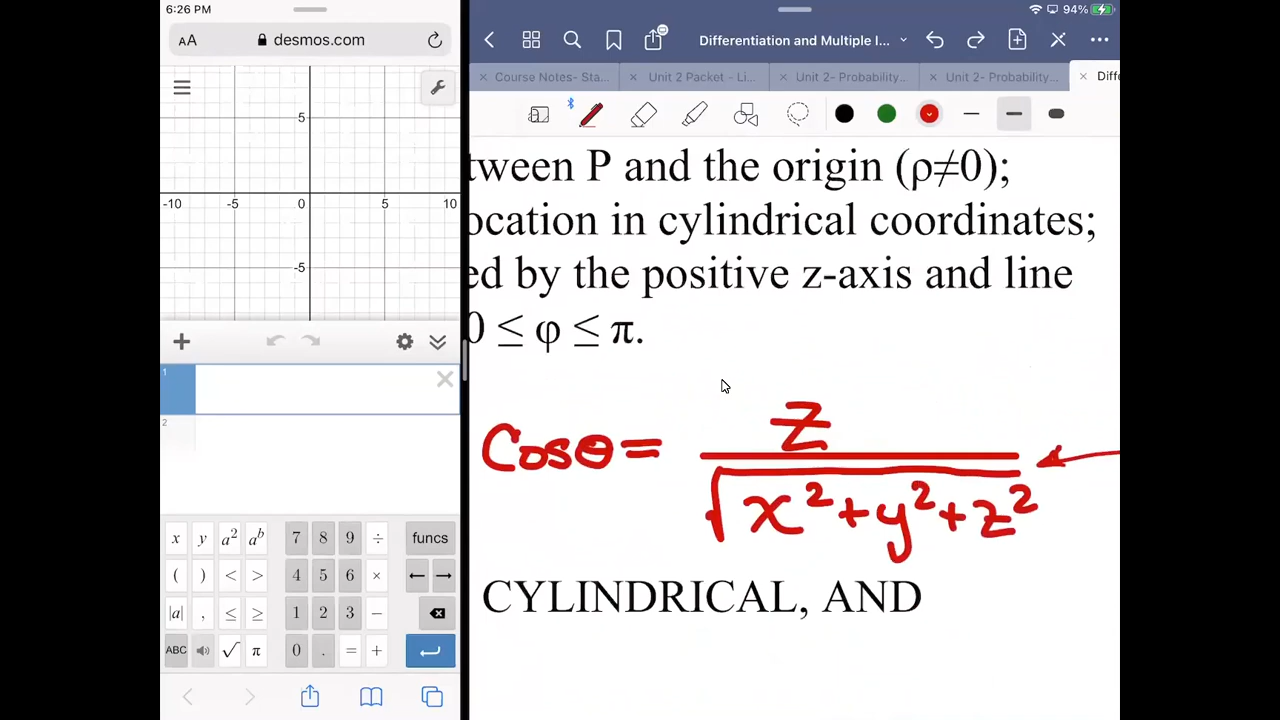 6:26 PM
94%
AA desmos.com
Differentiation and Multiple I...
Course Notes- Sta...
Unit 2 Packet - Li...
Unit 2- Probability...
Unit 2- Probability...
Diffe
5
-10 -5 0 5 10
-5
1
2
x y a² aᵇ 7 8 9 ÷ funcs
( ) < > 4 5 6 × ← →
|a| , ≤ ≥ 1 2 3 −
ABC √ π 0 . = +
tween P and the origin (ρ≠0);
ocation in cylindrical coordinates;
ed by the positive z-axis and line
0 ≤ φ ≤ π.
Cosθ = z
√x²+y²+z²
CYLINDRICAL, AND